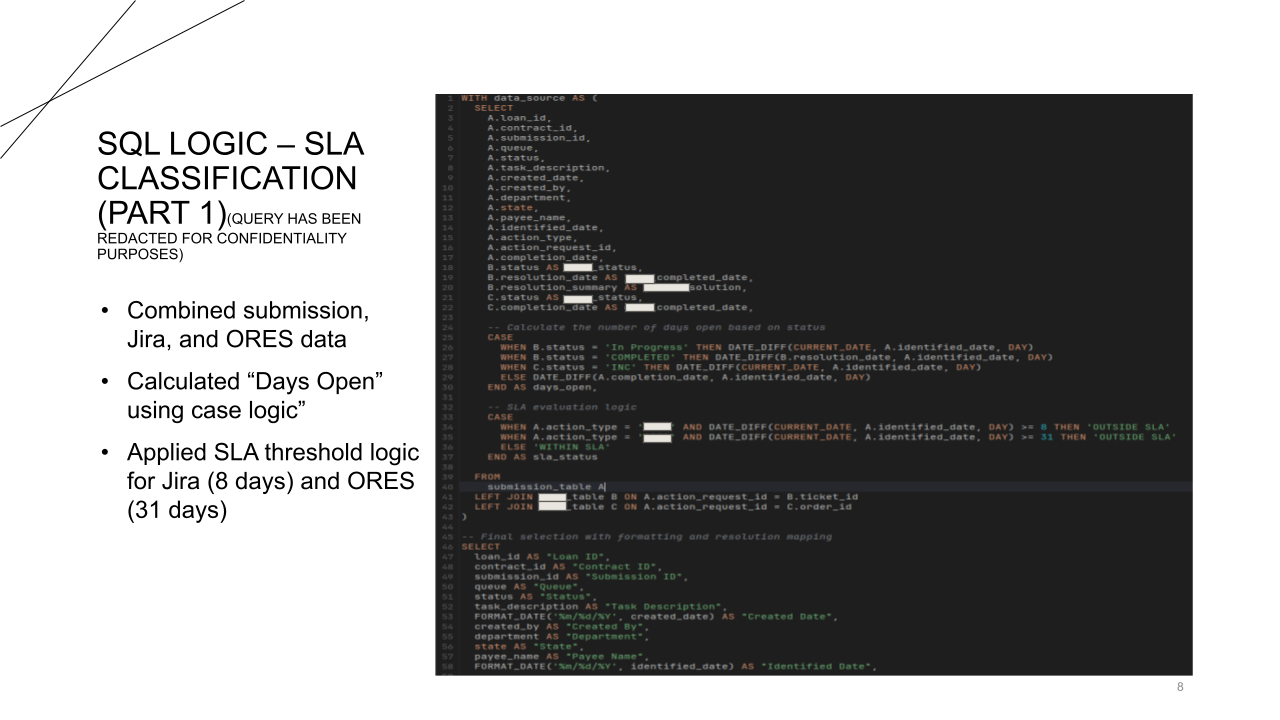 SQL LOGIC – SLA
CLASSIFICATION
(PART 1)(QUERY HAS BEEN
REDACTED FOR CONFIDENTIALITY
PURPOSES)
• Combined submission,
Jira, and ORES data
• Calculated “Days Open”
using case logic”
• Applied SLA threshold logic
for Jira (8 days) and ORES
(31 days)
1 WITH data_source AS (
2 SELECT
3 A.loan_id,
4 A.contract_id,
5 A.submission_id,
6 A.queue,
7 A.status,
8 A.task_description,
9 A.created_date,
10 A.created_by,
11 A.department,
12 A.state,
13 A.payee_name,
14 A.identified_date,
15 A.action_type,
16 A.action_request_id,
17 A.completion_date,
18 B.status AS _status,
19 B.resolution_date AS completed_date,
20 B.resolution_summary AS solution,
21 C.status AS _status,
22 C.completion_date AS completed_date,
23
24 -- Calculate the number of days open based on status
25 CASE
26 WHEN B.status = 'In Progress' THEN DATE_DIFF(CURRENT_DATE, A.identified_date, DAY)
27 WHEN B.status = 'COMPLETED' THEN DATE_DIFF(B.resolution_date, A.identified_date, DAY)
28 WHEN C.status = 'INC' THEN DATE_DIFF(CURRENT_DATE, A.identified_date, DAY)
29 ELSE DATE_DIFF(A.completion_date, A.identified_date, DAY)
30 END AS days_open,
31
32 -- SLA evaluation logic
33 CASE
34 WHEN A.action_type = ' ' AND DATE_DIFF(CURRENT_DATE, A.identified_date, DAY) >= 8 THEN 'OUTSIDE SLA'
35 WHEN A.action_type = ' ' AND DATE_DIFF(CURRENT_DATE, A.identified_date, DAY) >= 31 THEN 'OUTSIDE SLA'
36 ELSE 'WITHIN SLA'
37 END AS sla_status
38
39 FROM
40 submission_table A
41 LEFT JOIN _table B ON A.action_request_id = B.ticket_id
42 LEFT JOIN _table C ON A.action_request_id = C.order_id
43 )
44
45 -- Final selection with formatting and resolution mapping
46 SELECT
47 loan_id AS "Loan ID",
48 contract_id AS "Contract ID",
49 submission_id AS "Submission ID",
50 queue AS "Queue",
51 status AS "Status",
52 task_description AS "Task Description",
53 FORMAT_DATE('%m/%d/%Y', created_date) AS "Created Date",
54 created_by AS "Created By",
55 department AS "Department",
56 state AS "State",
57 payee_name AS "Payee Name",
58 FORMAT_DATE('%m/%d/%Y', identified_date) AS "Identified Date",
8